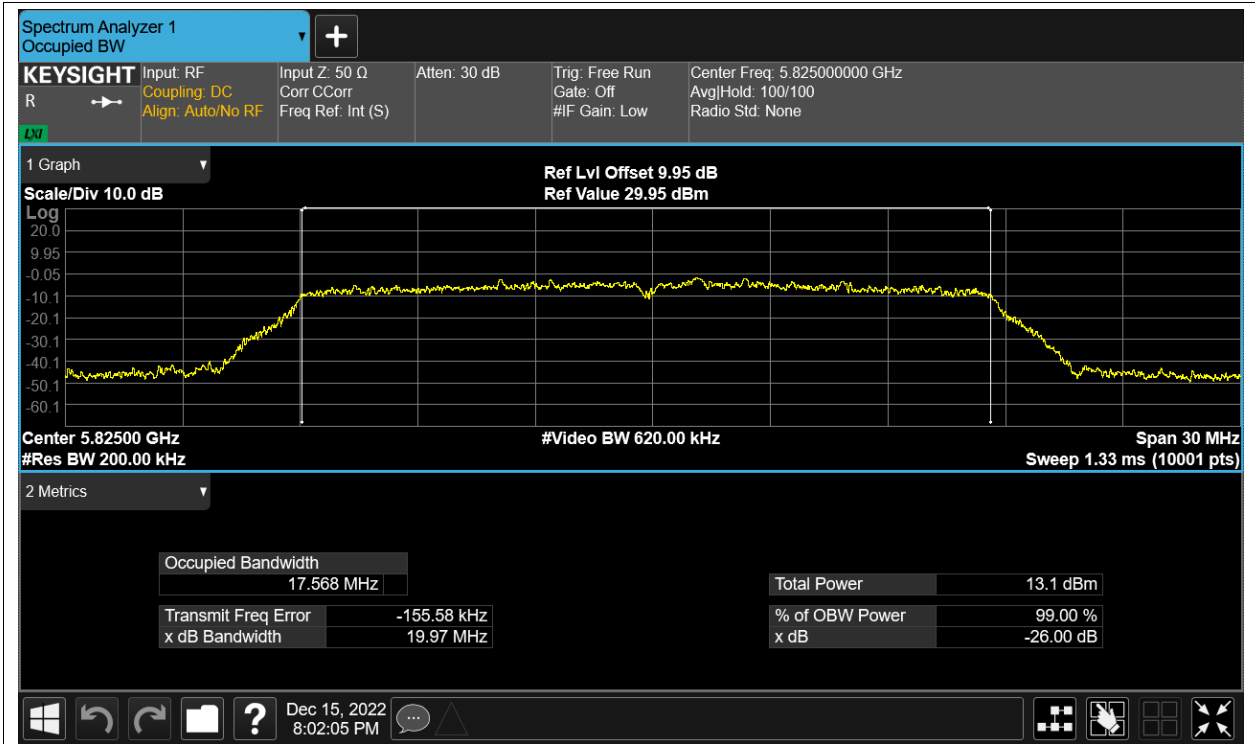 Spectrum Analyzer 1
Occupied BW
KEYSIGHT
R
LXI
Input: RF
Coupling: DC
Align: Auto/No RF
Input Z: 50 Ω
Corr CCorr
Freq Ref: Int (S)
Atten: 30 dB
Trig: Free Run
Gate: Off
#IF Gain: Low
Center Freq: 5.825000000 GHz
Avg|Hold: 100/100
Radio Std: None
1 Graph
Scale/Div 10.0 dB
Ref Lvl Offset 9.95 dB
Ref Value 29.95 dBm
Log
20.0
9.95
-0.05
-10.1
-20.1
-30.1
-40.1
-50.1
-60.1
Center 5.82500 GHz
#Video BW 620.00 kHz
Span 30 MHz
#Res BW 200.00 kHz
Sweep 1.33 ms (10001 pts)
2 Metrics
Occupied Bandwidth
17.568 MHz
Transmit Freq Error -155.58 kHz
x dB Bandwidth 19.97 MHz
Total Power 13.1 dBm
% of OBW Power 99.00 %
x dB -26.00 dB
?
Dec 15, 2022
8:02:05 PM